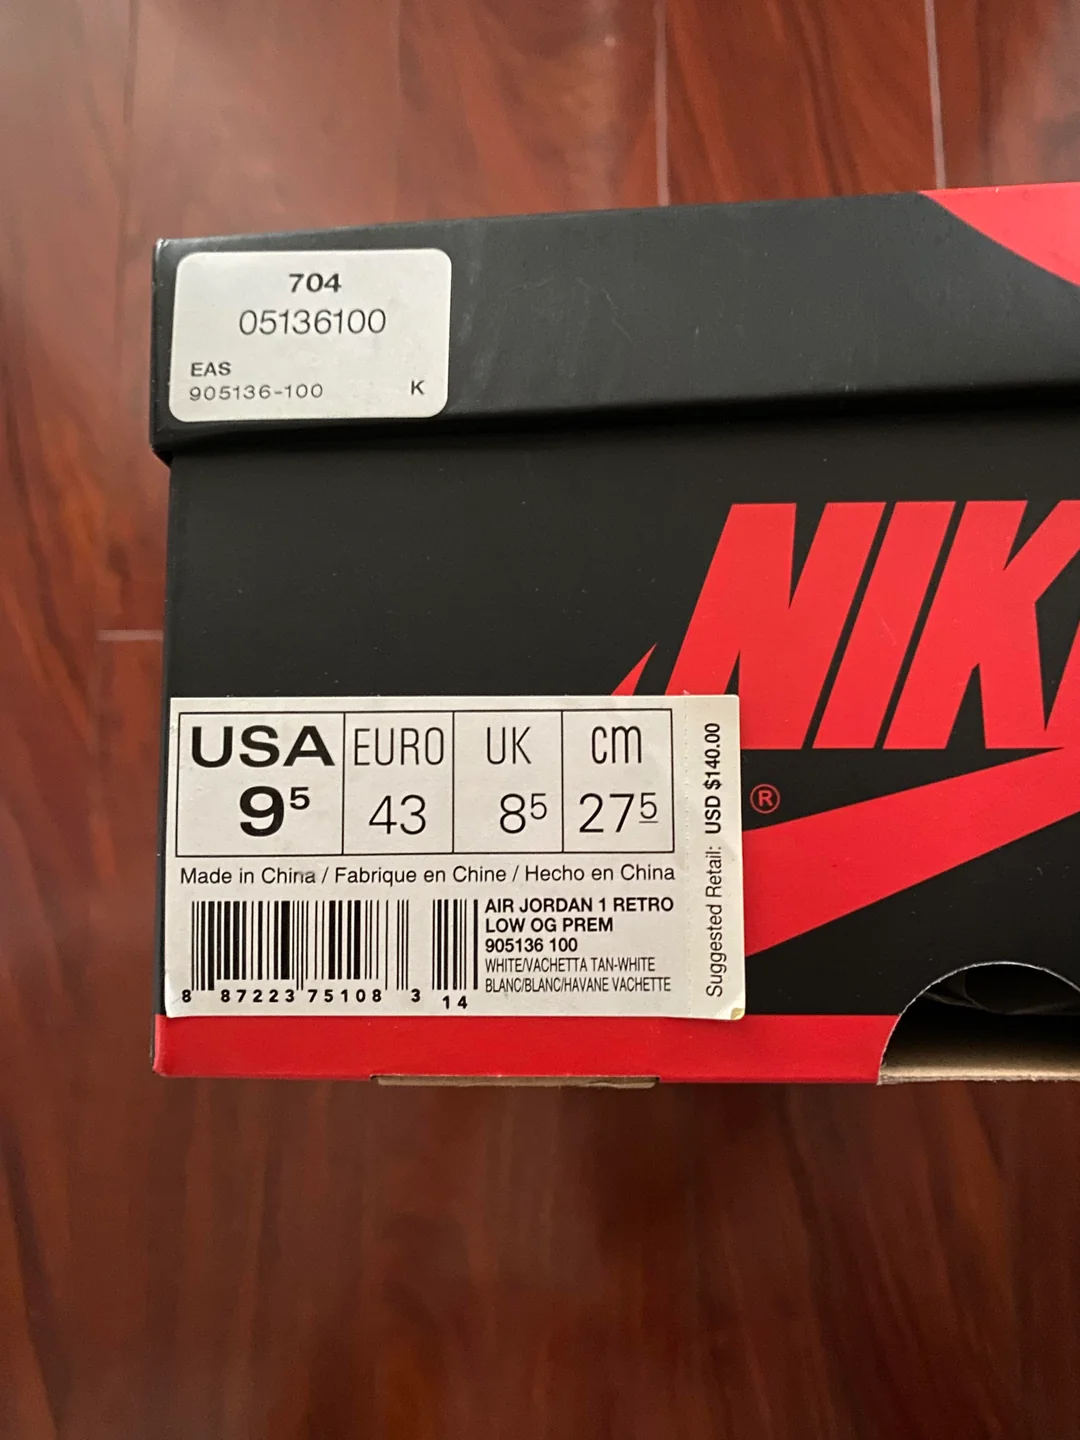 704
05136100
EAS
905136-100 K
NIK
®
USA EURO UK cm
9⁵ 43 8⁵ 27⁵
Made in China / Fabrique en Chine / Hecho en China
AIR JORDAN 1 RETRO
LOW OG PREM
905136 100
WHITE/VACHETTA TAN-WHITE
BLANC/BLANC/HAVANE VACHETTE
8 87223 75108 3 14
Suggested Retail: USD $140.00